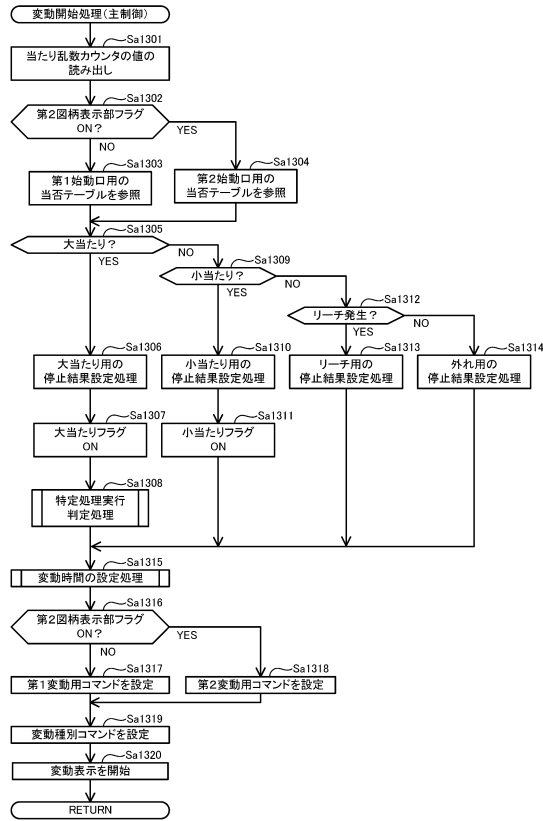 変動開始処理(主制御)
Sa1301
当たり乱数カウンタの値の
読み出し
Sa1302
第2図柄表示部フラグ
ON?
YES
NO
Sa1303
第1始動口用の
当否テーブルを参照
Sa1304
第2始動口用の
当否テーブルを参照
Sa1305
大当たり?
NO
YES
Sa1309
小当たり?
NO
YES
Sa1312
リーチ発生?
NO
YES
Sa1306
大当たり用の
停止結果設定処理
Sa1310
小当たり用の
停止結果設定処理
Sa1313
リーチ用の
停止結果設定処理
Sa1314
外れ用の
停止結果設定処理
Sa1307
大当たりフラグ
ON
Sa1311
小当たりフラグ
ON
Sa1308
特定処理実行
判定処理
Sa1315
変動時間の設定処理
Sa1316
第2図柄表示部フラグ
ON?
YES
NO
Sa1317
第1変動用コマンドを設定
Sa1318
第2変動用コマンドを設定
Sa1319
変動種別コマンドを設定
Sa1320
変動表示を開始
RETURN